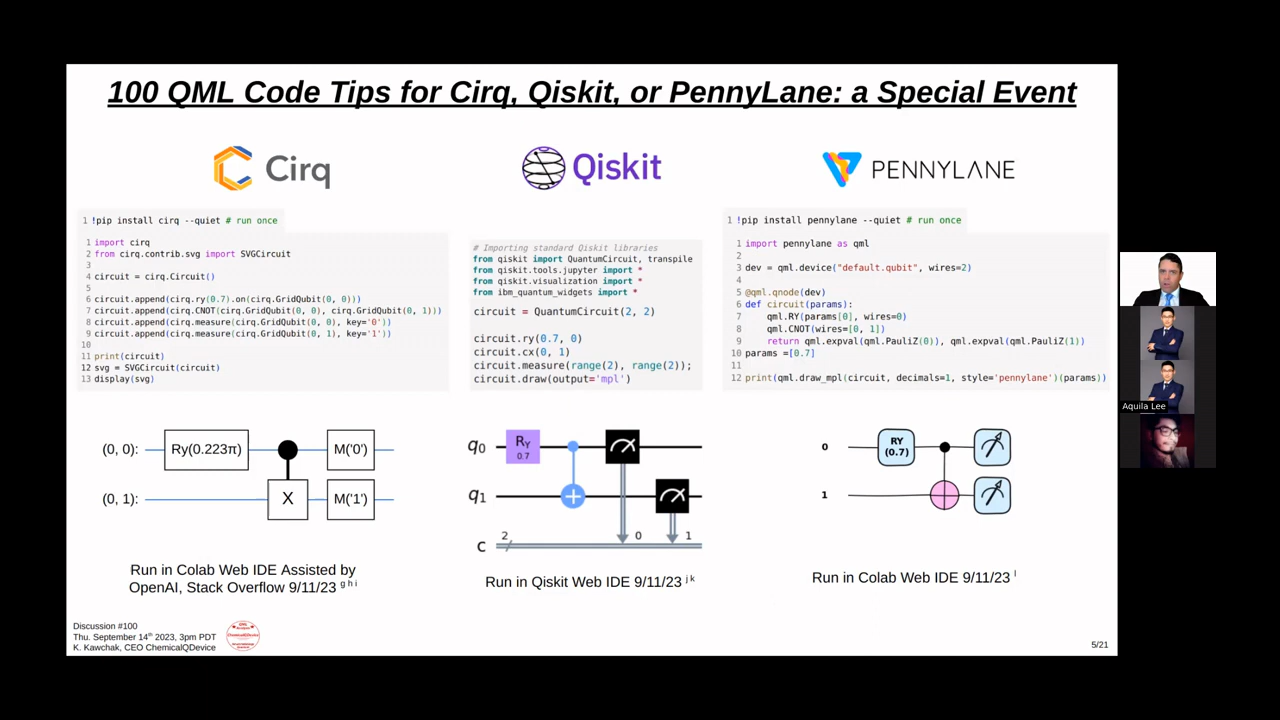 100 QML Code Tips for Cirq, Qiskit, or PennyLane: a Special Event
Cirq
Qiskit
PENNYLANE
1 !pip install cirq --quiet # run once
1 import cirq
2 from cirq.contrib.svg import SVGCircuit
3
4 circuit = cirq.Circuit()
5
6 circuit.append(cirq.ry(0.7).on(cirq.GridQubit(0, 0)))
7 circuit.append(cirq.CNOT(cirq.GridQubit(0, 0), cirq.GridQubit(0, 1)))
8 circuit.append(cirq.measure(cirq.GridQubit(0, 0), key='0'))
9 circuit.append(cirq.measure(cirq.GridQubit(0, 1), key='1'))
10
11 print(circuit)
12 svg = SVGCircuit(circuit)
13 display(svg)
# Importing standard Qiskit libraries
from qiskit import QuantumCircuit, transpile
from qiskit.tools.jupyter import *
from qiskit.visualization import *
from ibm_quantum_widgets import *
circuit = QuantumCircuit(2, 2)
circuit.ry(0.7, 0)
circuit.cx(0, 1)
circuit.measure(range(2), range(2));
circuit.draw(output='mpl')
1 !pip install pennylane --quiet # run once
1 import pennylane as qml
2
3 dev = qml.device("default.qubit", wires=2)
4
5 @qml.qnode(dev)
6 def circuit(params):
7 qml.RY(params[0], wires=0)
8 qml.CNOT(wires=[0, 1])
9 return qml.expval(qml.PauliZ(0)), qml.expval(qml.PauliZ(1))
10 params =[0.7]
11
12 print(qml.draw_mpl(circuit, decimals=1, style='pennylane')(params))
(0, 0): Ry(0.223π) M('0')
(0, 1): X M('1')
q0 RY 0.7
q1
c 2 0 1
0 RY (0.7)
1
Run in Colab Web IDE Assisted by
OpenAI, Stack Overflow 9/11/23 g h i
Run in Qiskit Web IDE 9/11/23 j k
Run in Colab Web IDE 9/11/23 l
Discussion #100
Thu. September 14th 2023, 3pm PDT
K. Kawchak, CEO ChemicalQDevice
5/21
Aquila Lee